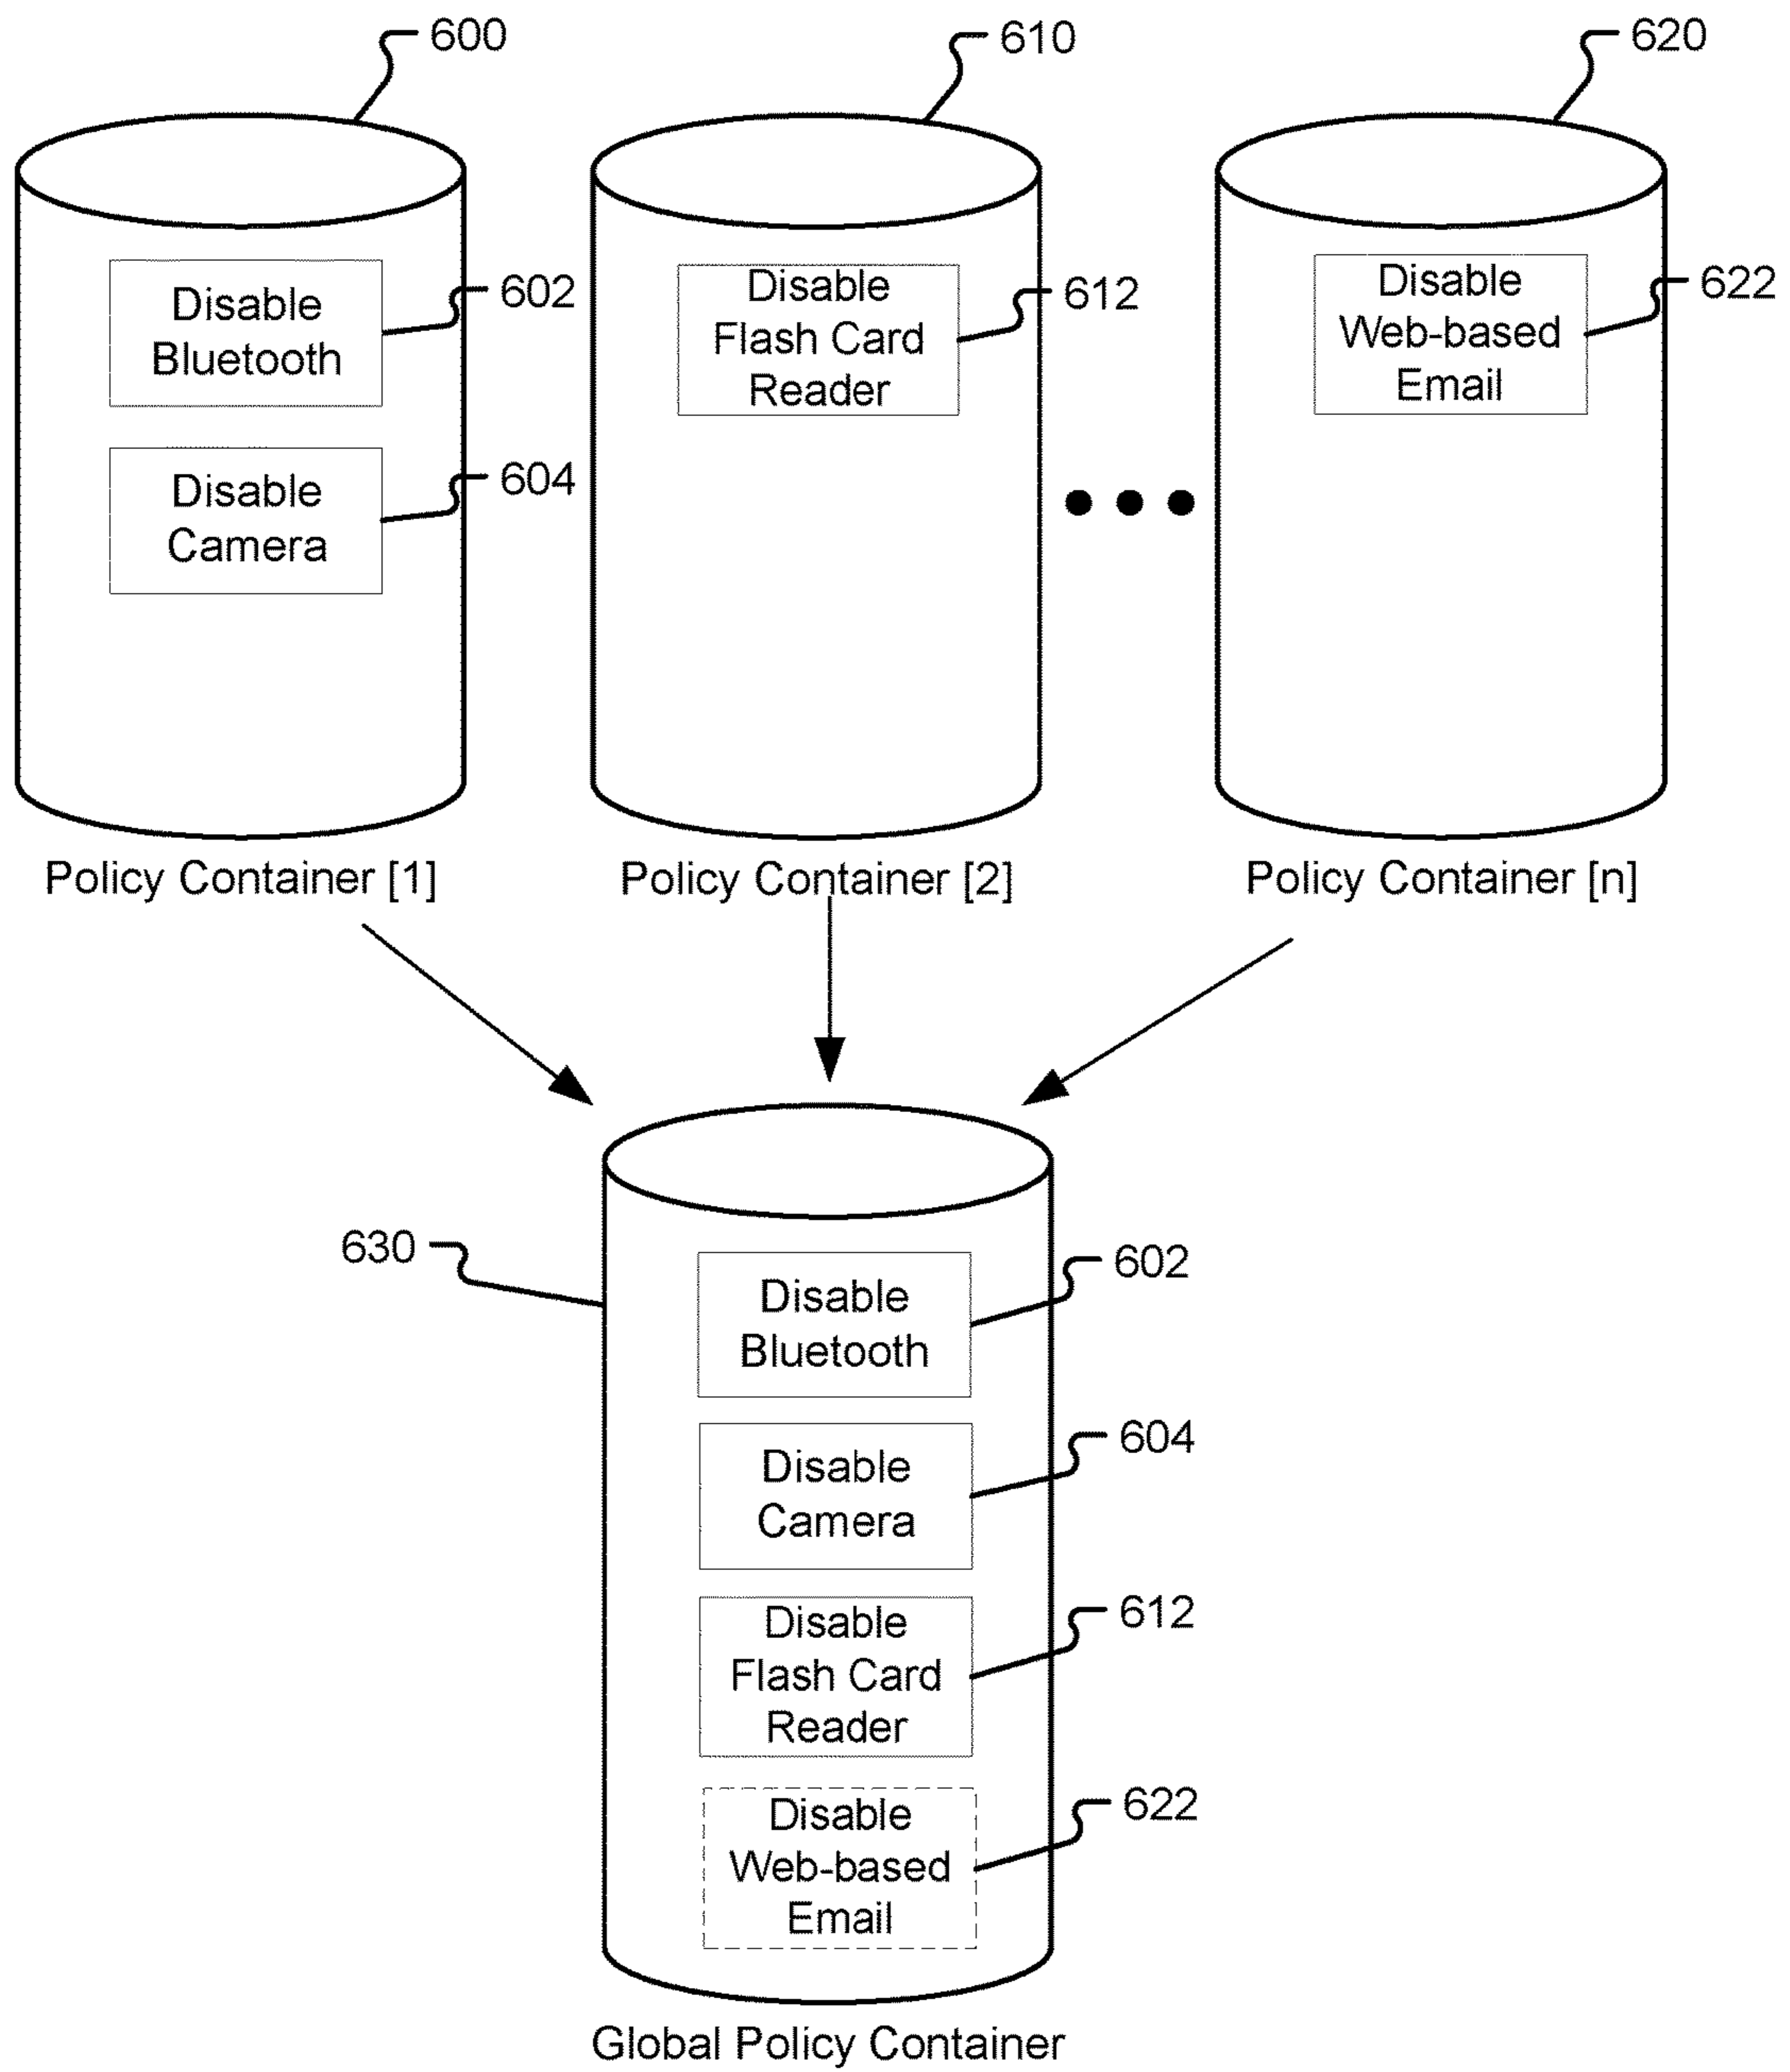 600
610
620
Disable
Bluetooth
602
Disable
Flash Card
Reader
612
Disable
Web-based
Email
622
Disable
Camera
604
Policy Container [1]
Policy Container [2]
Policy Container [n]
630
Disable
Bluetooth
602
Disable
Camera
604
Disable
Flash Card
Reader
612
Disable
Web-based
Email
622
Global Policy Container